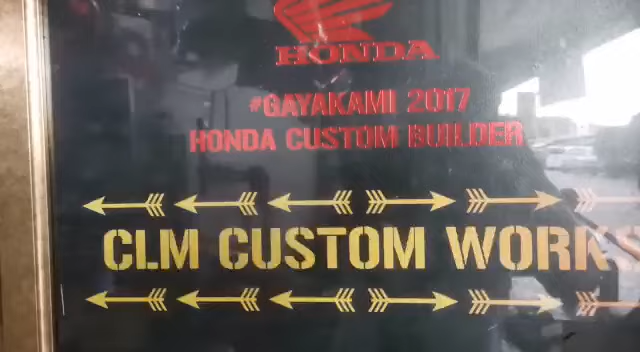 HONDA
#GAYAKAMI 2017
HONDA CUSTOM BUILDER
CLM CUSTOM WORKS